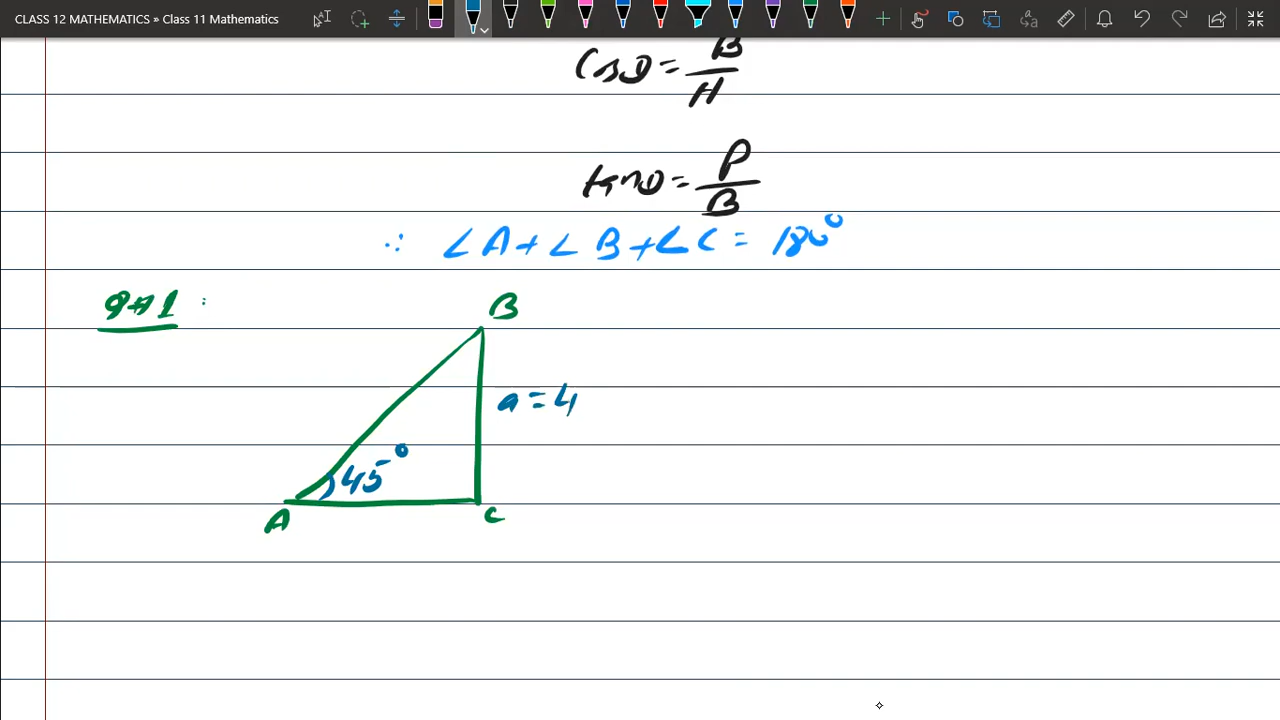 CLASS 12 MATHEMATICS » Class 11 Mathematics
Cosθ = B/H
tanθ = P/B
∴ ∠A+∠B+∠C = 180°
Q#1 :
B
a = 4
45°
A
C